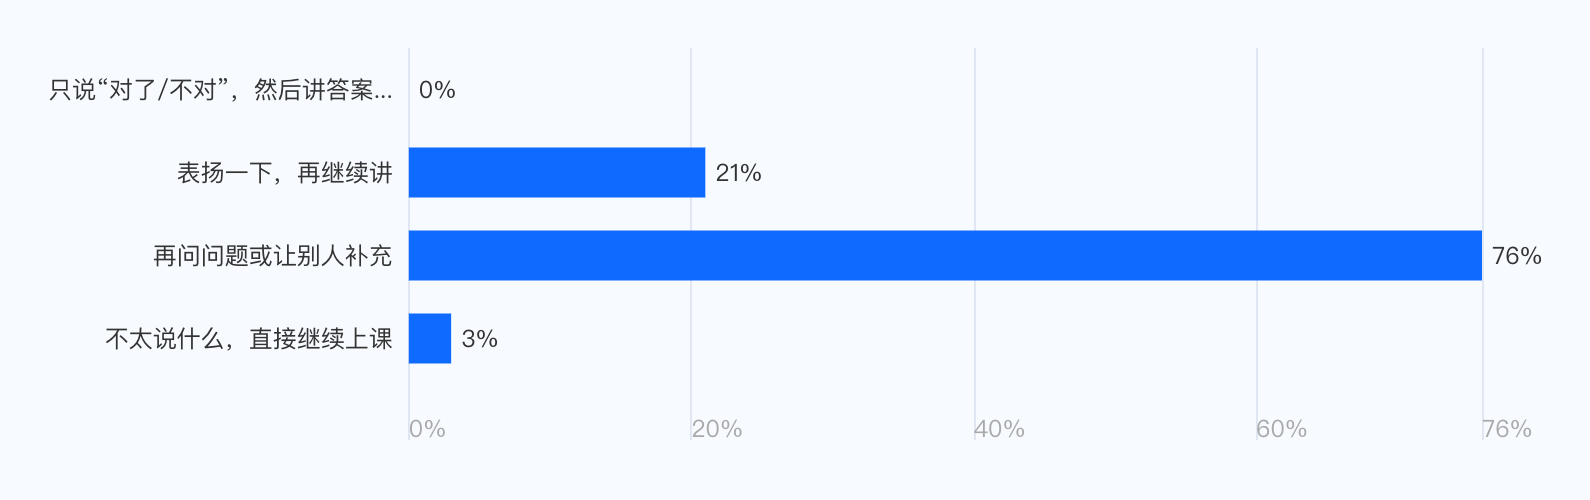 只说“对了/不对”，然后讲答案... 0%
表扬一下，再继续讲 21%
再问问题或让别人补充 76%
不太说什么，直接继续上课 3%
0% 20% 40% 60% 76%